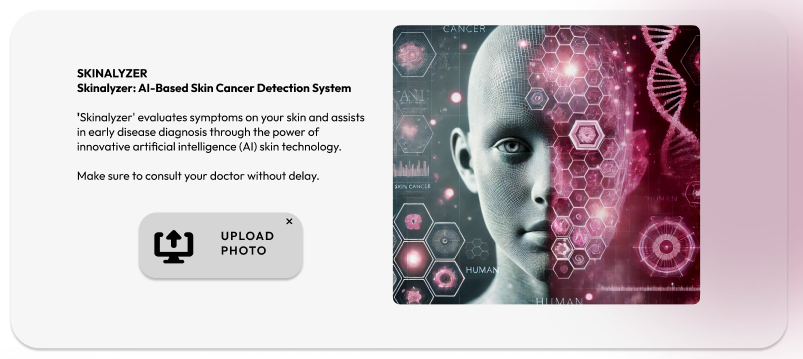 SKINALYZER
Skinalyzer: AI-Based Skin Cancer Detection System
'Skinalyzer' evaluates symptoms on your skin and assists
in early disease diagnosis through the power of
innovative artificial intelligence (AI) skin technology.
Make sure to consult your doctor without delay.
UPLOAD
PHOTO
CANCER
SKIN CANCER
HUMAN
HUMAN
HUMAN